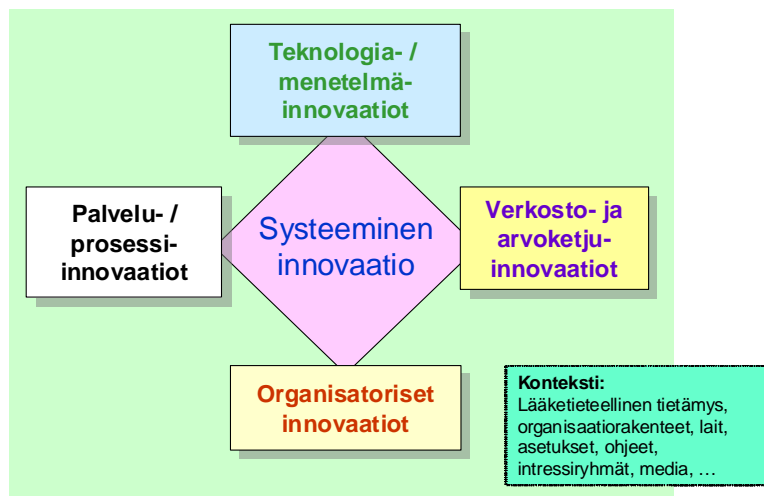 Teknologia- /
menetelmä-
innovaatiot
Palvelu- /
prosessi-
innovaatiot
Systeeminen
innovaatio
Verkosto- ja
arvoketju-
innovaatiot
Organisatoriset
innovaatiot
Konteksti:
Lääketieteellinen tietämys,
organisaatiorakenteet, lait,
asetukset, ohjeet,
intressiryhmät, media, …